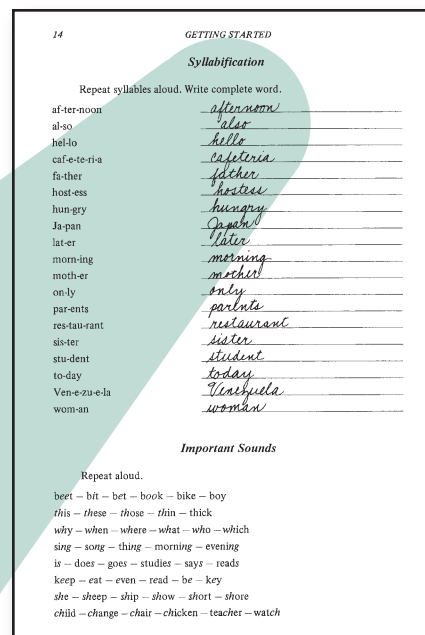 14 GETTING STARTED
Syllabification
Repeat syllables aloud. Write complete word.
af-ter-noon afternoon
al-so also
hel-lo hello
caf-e-te-ri-a cafeteria
fa-ther father
host-ess hostess
hun-gry hungry
Ja-pan Japan
lat-er later
morn-ing morning
moth-er mother
on-ly only
par-ents parents
res-tau-rant restaurant
sis-ter sister
stu-dent student
to-day today
Ven-e-zu-e-la Venezuela
wom-an woman
Important Sounds
Repeat aloud.
beet – bit – bet – book – bike – boy
this – these – those – thin – thick
why – when – where – what – who – which
sing – song – thing – morning – evening
is – does – goes – studies – says – reads
keep – eat – even – read – be – key
she – sheep – ship – show – short – shore
child – change – chair – chicken – teacher – watch